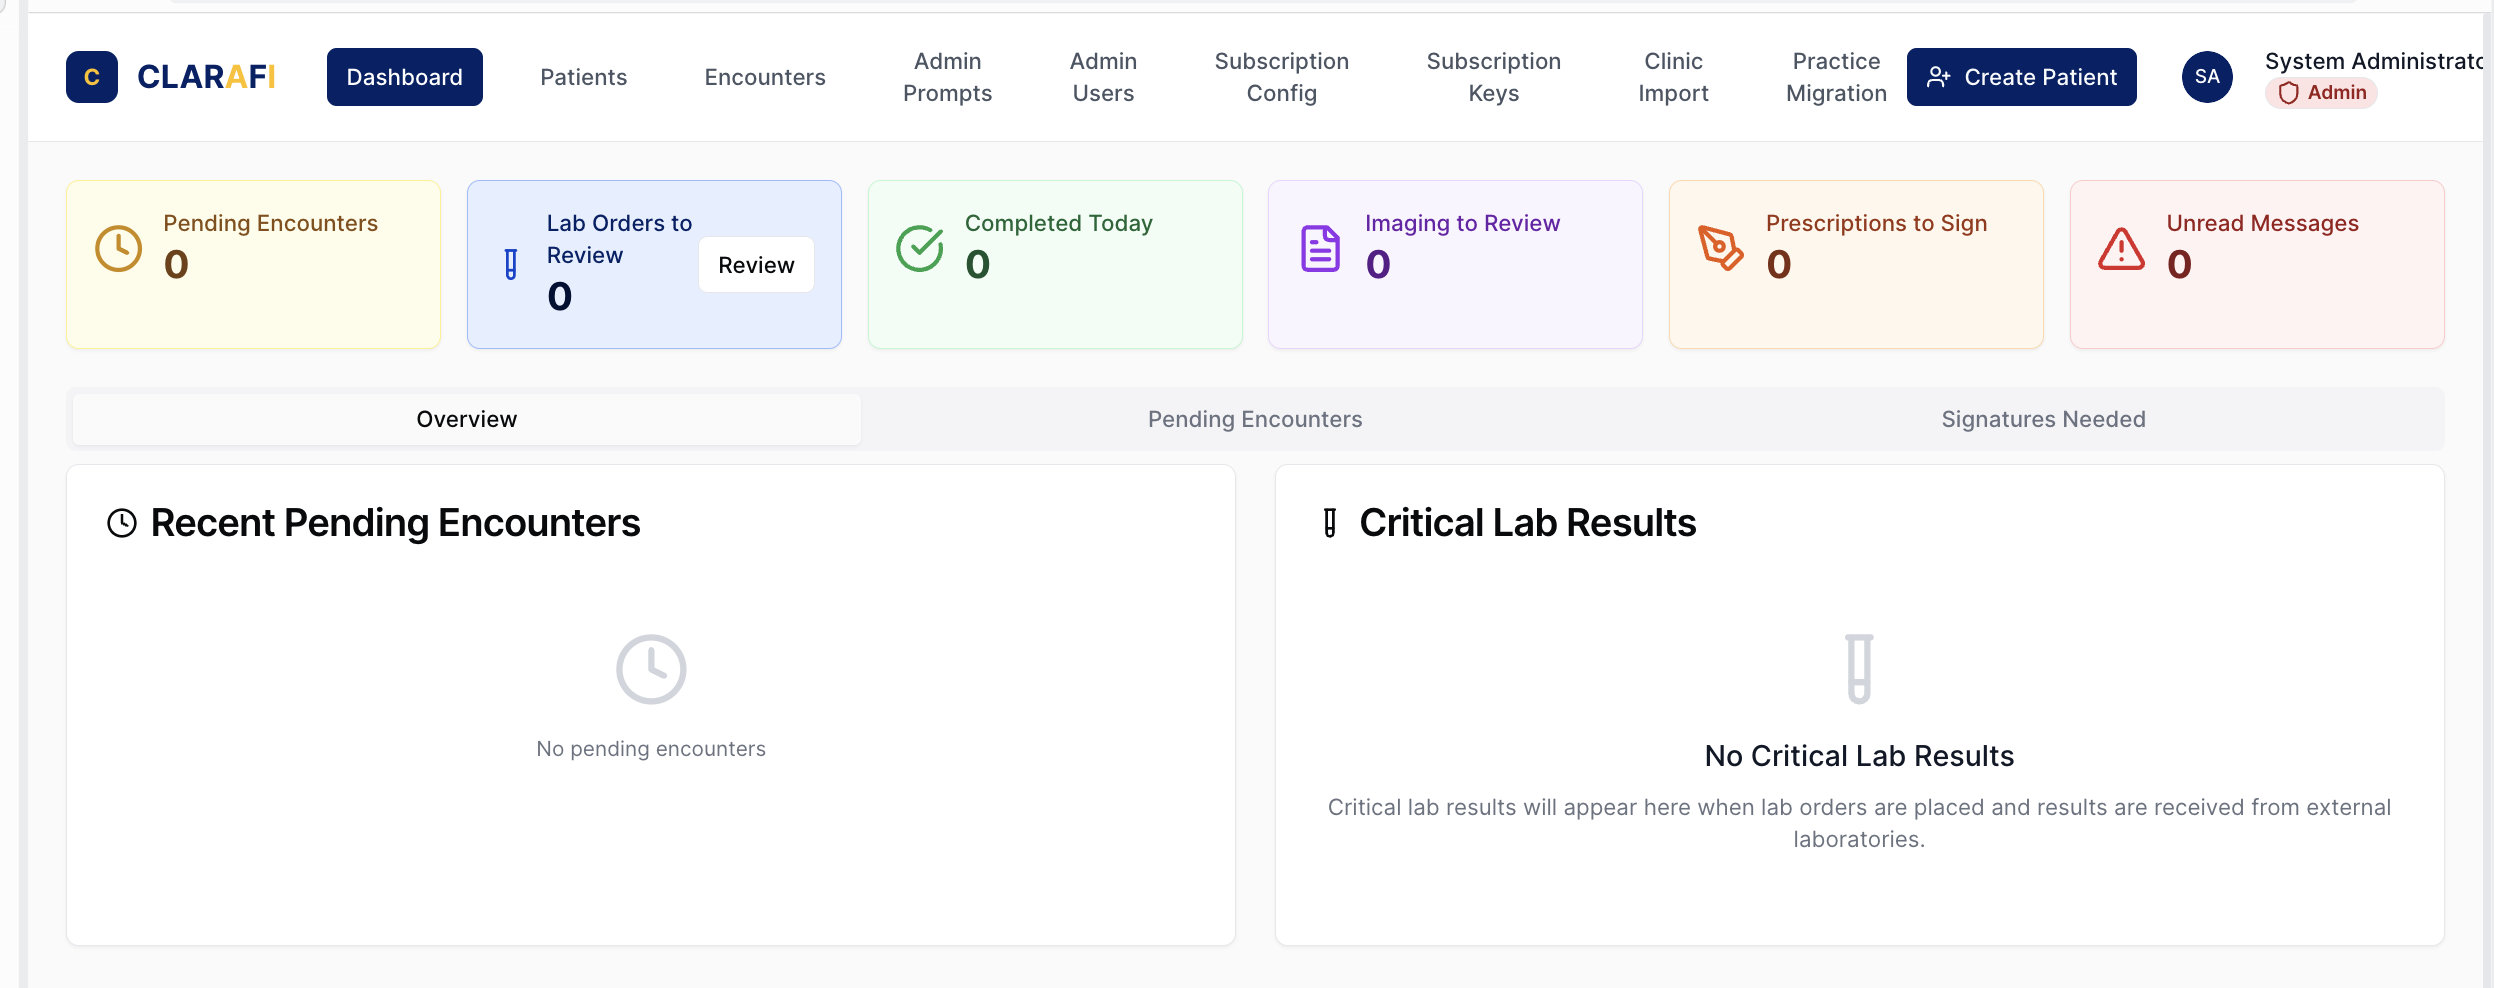 C CLARAFI
Dashboard
Patients
Encounters
Admin
Prompts
Admin
Users
Subscription
Config
Subscription
Keys
Clinic
Import
Practice
Migration
Create Patient
SA
System Administrato
Admin
Pending Encounters
0
Lab Orders to
Review
0
Review
Completed Today
0
Imaging to Review
0
Prescriptions to Sign
0
Unread Messages
0
Overview
Pending Encounters
Signatures Needed
Recent Pending Encounters
No pending encounters
Critical Lab Results
No Critical Lab Results
Critical lab results will appear here when lab orders are placed and results are received from external
laboratories.